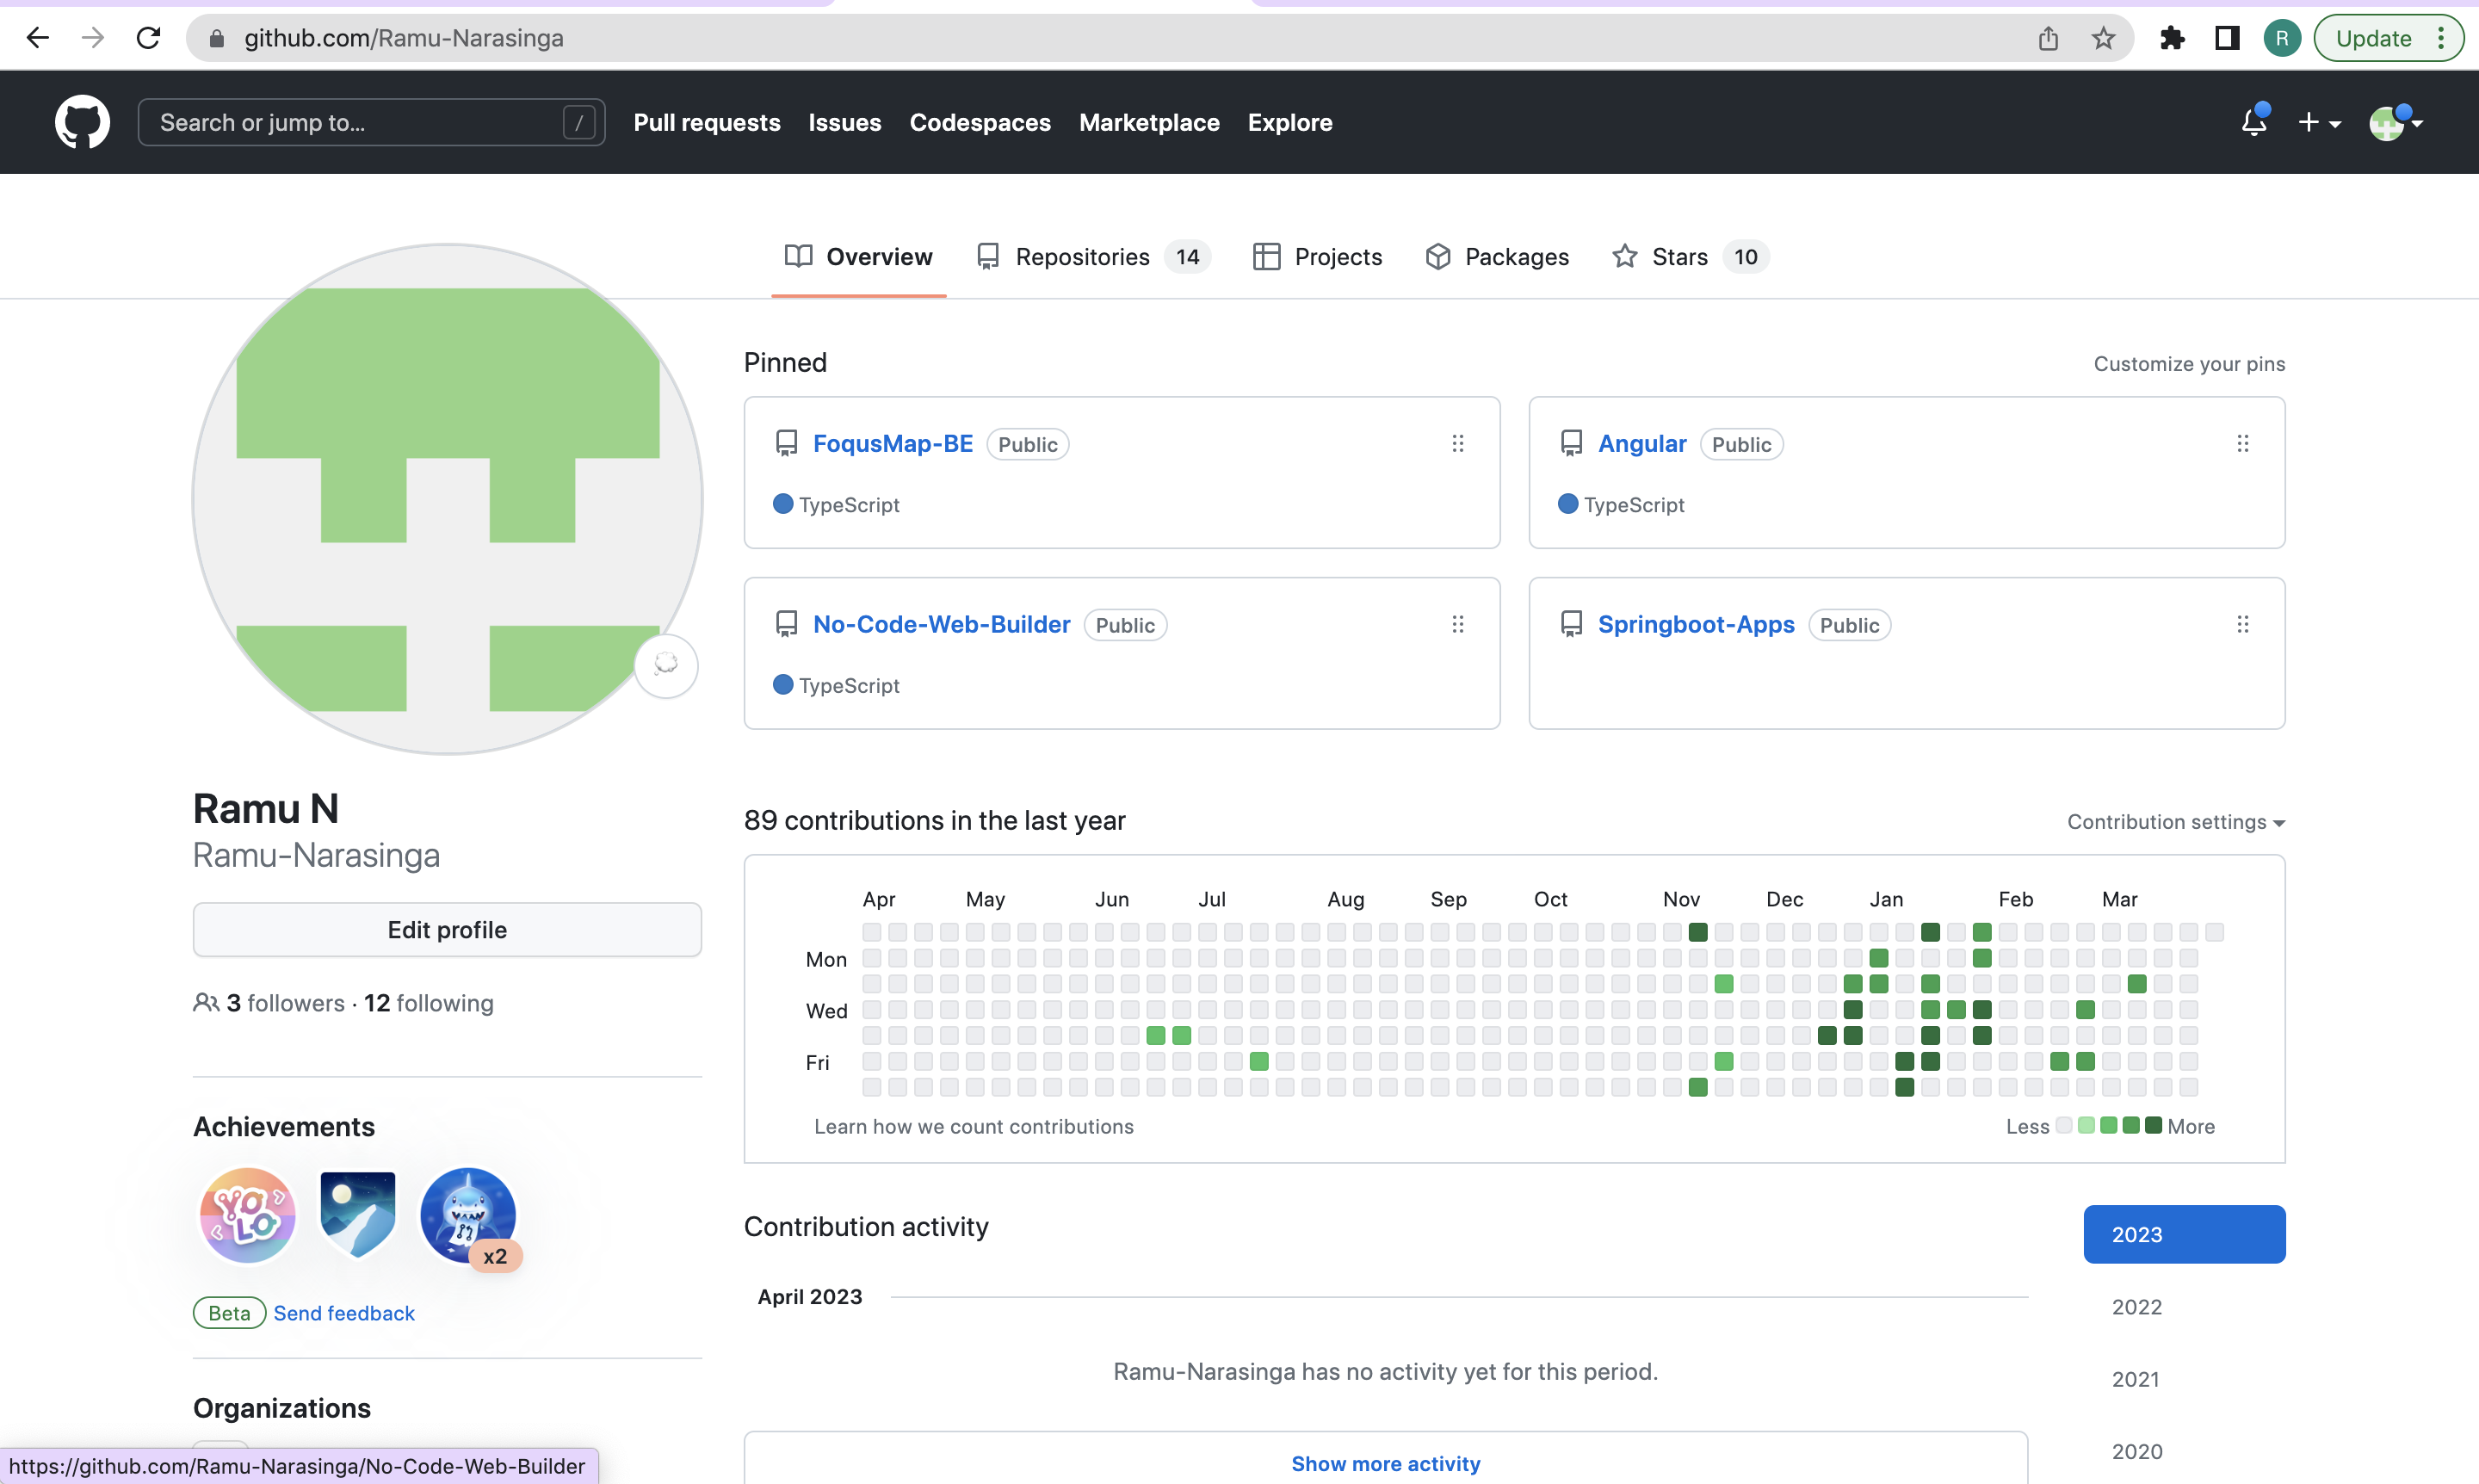 github.com/Ramu-Narasinga
R
Update
Search or jump to...
/
Pull requests Issues Codespaces Marketplace Explore
Overview Repositories 14 Projects Packages Stars 10
Pinned
Customize your pins
FoqusMap-BE Public
TypeScript
Angular Public
TypeScript
No-Code-Web-Builder Public
TypeScript
Springboot-Apps Public
Ramu N
Ramu-Narasinga
Edit profile
3 followers · 12 following
Achievements
YOLO
x2
Beta Send feedback
Organizations
89 contributions in the last year
Contribution settings
Apr May Jun Jul Aug Sep Oct Nov Dec Jan Feb Mar
Mon
Wed
Fri
Learn how we count contributions
Less More
Contribution activity
2023
2022
2021
2020
April 2023
Ramu-Narasinga has no activity yet for this period.
Show more activity
https://github.com/Ramu-Narasinga/No-Code-Web-Builder